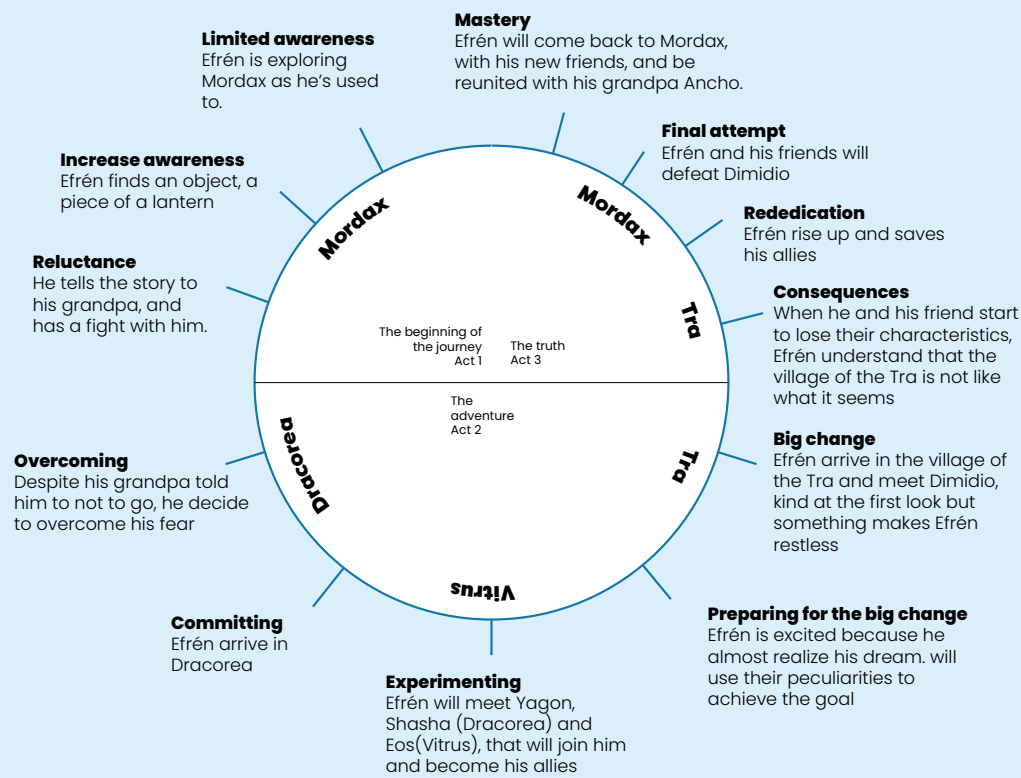 Limited awareness
Efrén is exploring
Mordax as he's used
to.
Increase awareness
Efrén finds an object, a
piece of a lantern
Reluctance
He tells the story to
his grandpa, and
has a fight with him.
Overcoming
Despite his grandpa told
him to not to go, he decide
to overcome his fear
Committing
Efrén arrive in
Dracorea
Experimenting
Efrén will meet Yagon,
Shasha (Dracorea) and
Eos(Vitrus), that will join him
and become his allies
Preparing for the big change
Efrén is excited because he
almost realize his dream. will
use their peculiarities to
achieve the goal
Big change
Efrén arrive in the village of
the Tra and meet Dimidio,
kind at the first look but
something makes Efrén
restless
Consequences
When he and his friend start
to lose their characteristics,
Efrén understand that the
village of the Tra is not like
what it seems
Rededication
Efrén rise up and saves
his allies
Final attempt
Efrén and his friends will
defeat Dimidio
Mastery
Efrén will come back to Mordax,
with his new friends, and be
reunited with his grandpa Ancho.
Mordax
Mordax
Tra
Tra
Vitrus
Dracorea
The beginning of
the journey
Act 1
The truth
Act 3
The
adventure
Act 2